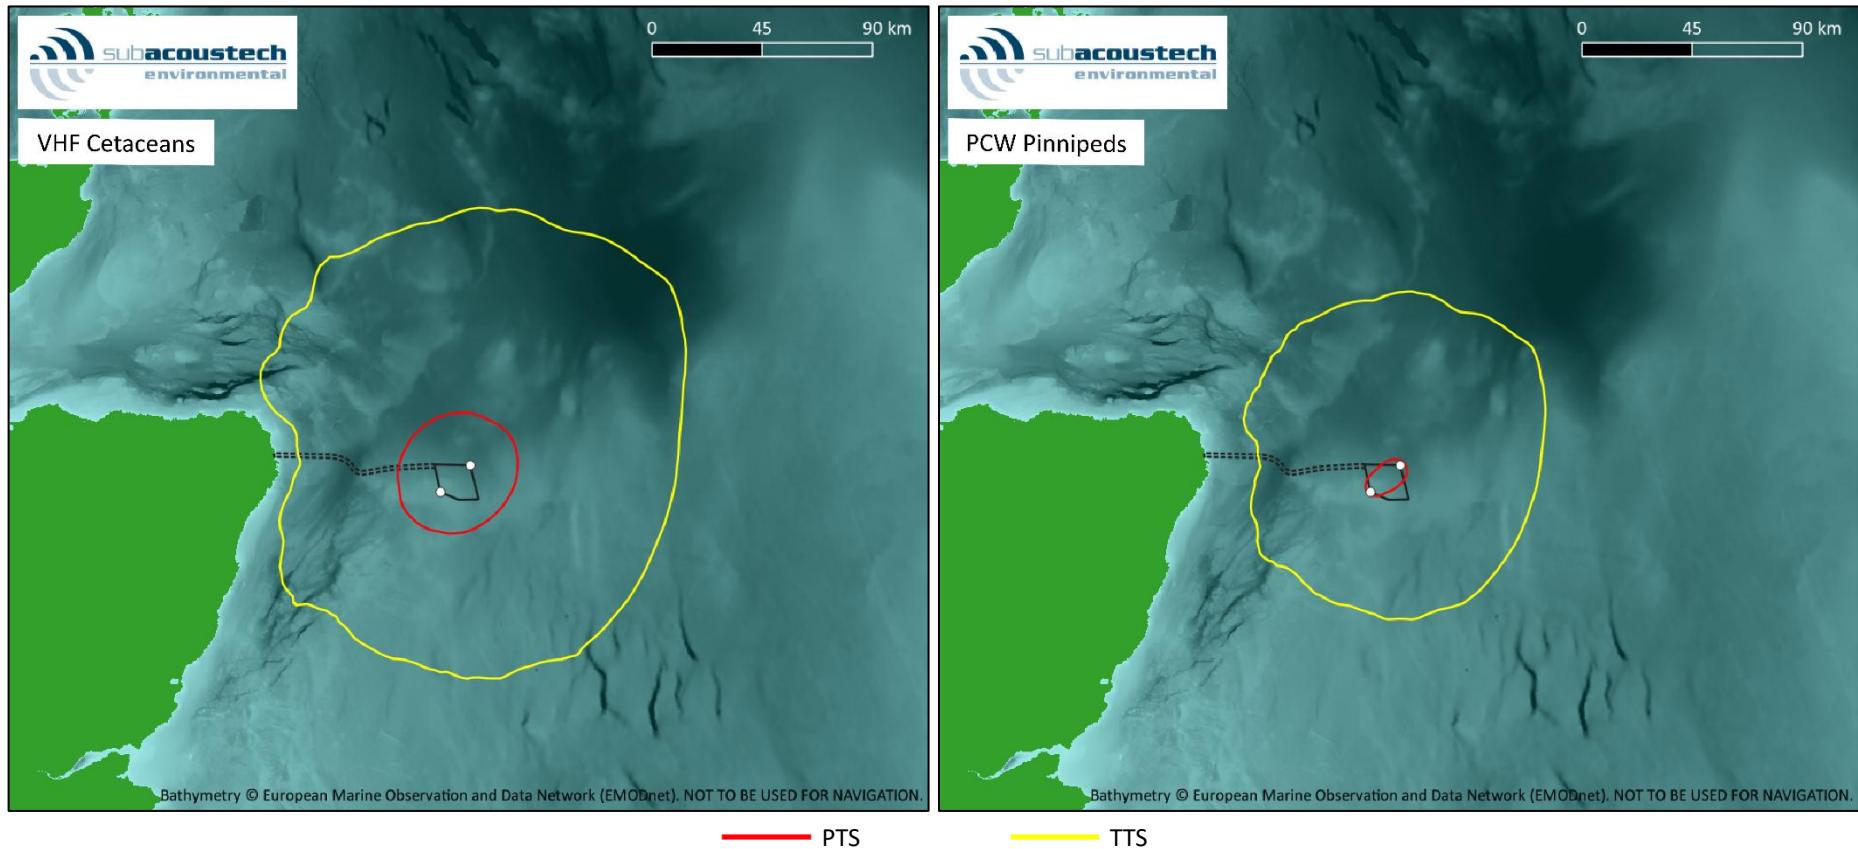 subacoustech
environmental
VHF Cetaceans
0 45 90 km
Bathymetry © European Marine Observation and Data Network (EMODnet). NOT TO BE USED FOR NAVIGATION.
subacoustech
environmental
PCW Pinnipeds
0 45 90 km
Bathymetry © European Marine Observation and Data Network (EMODnet). NOT TO BE USED FOR NAVIGATION.
PTS
TTS